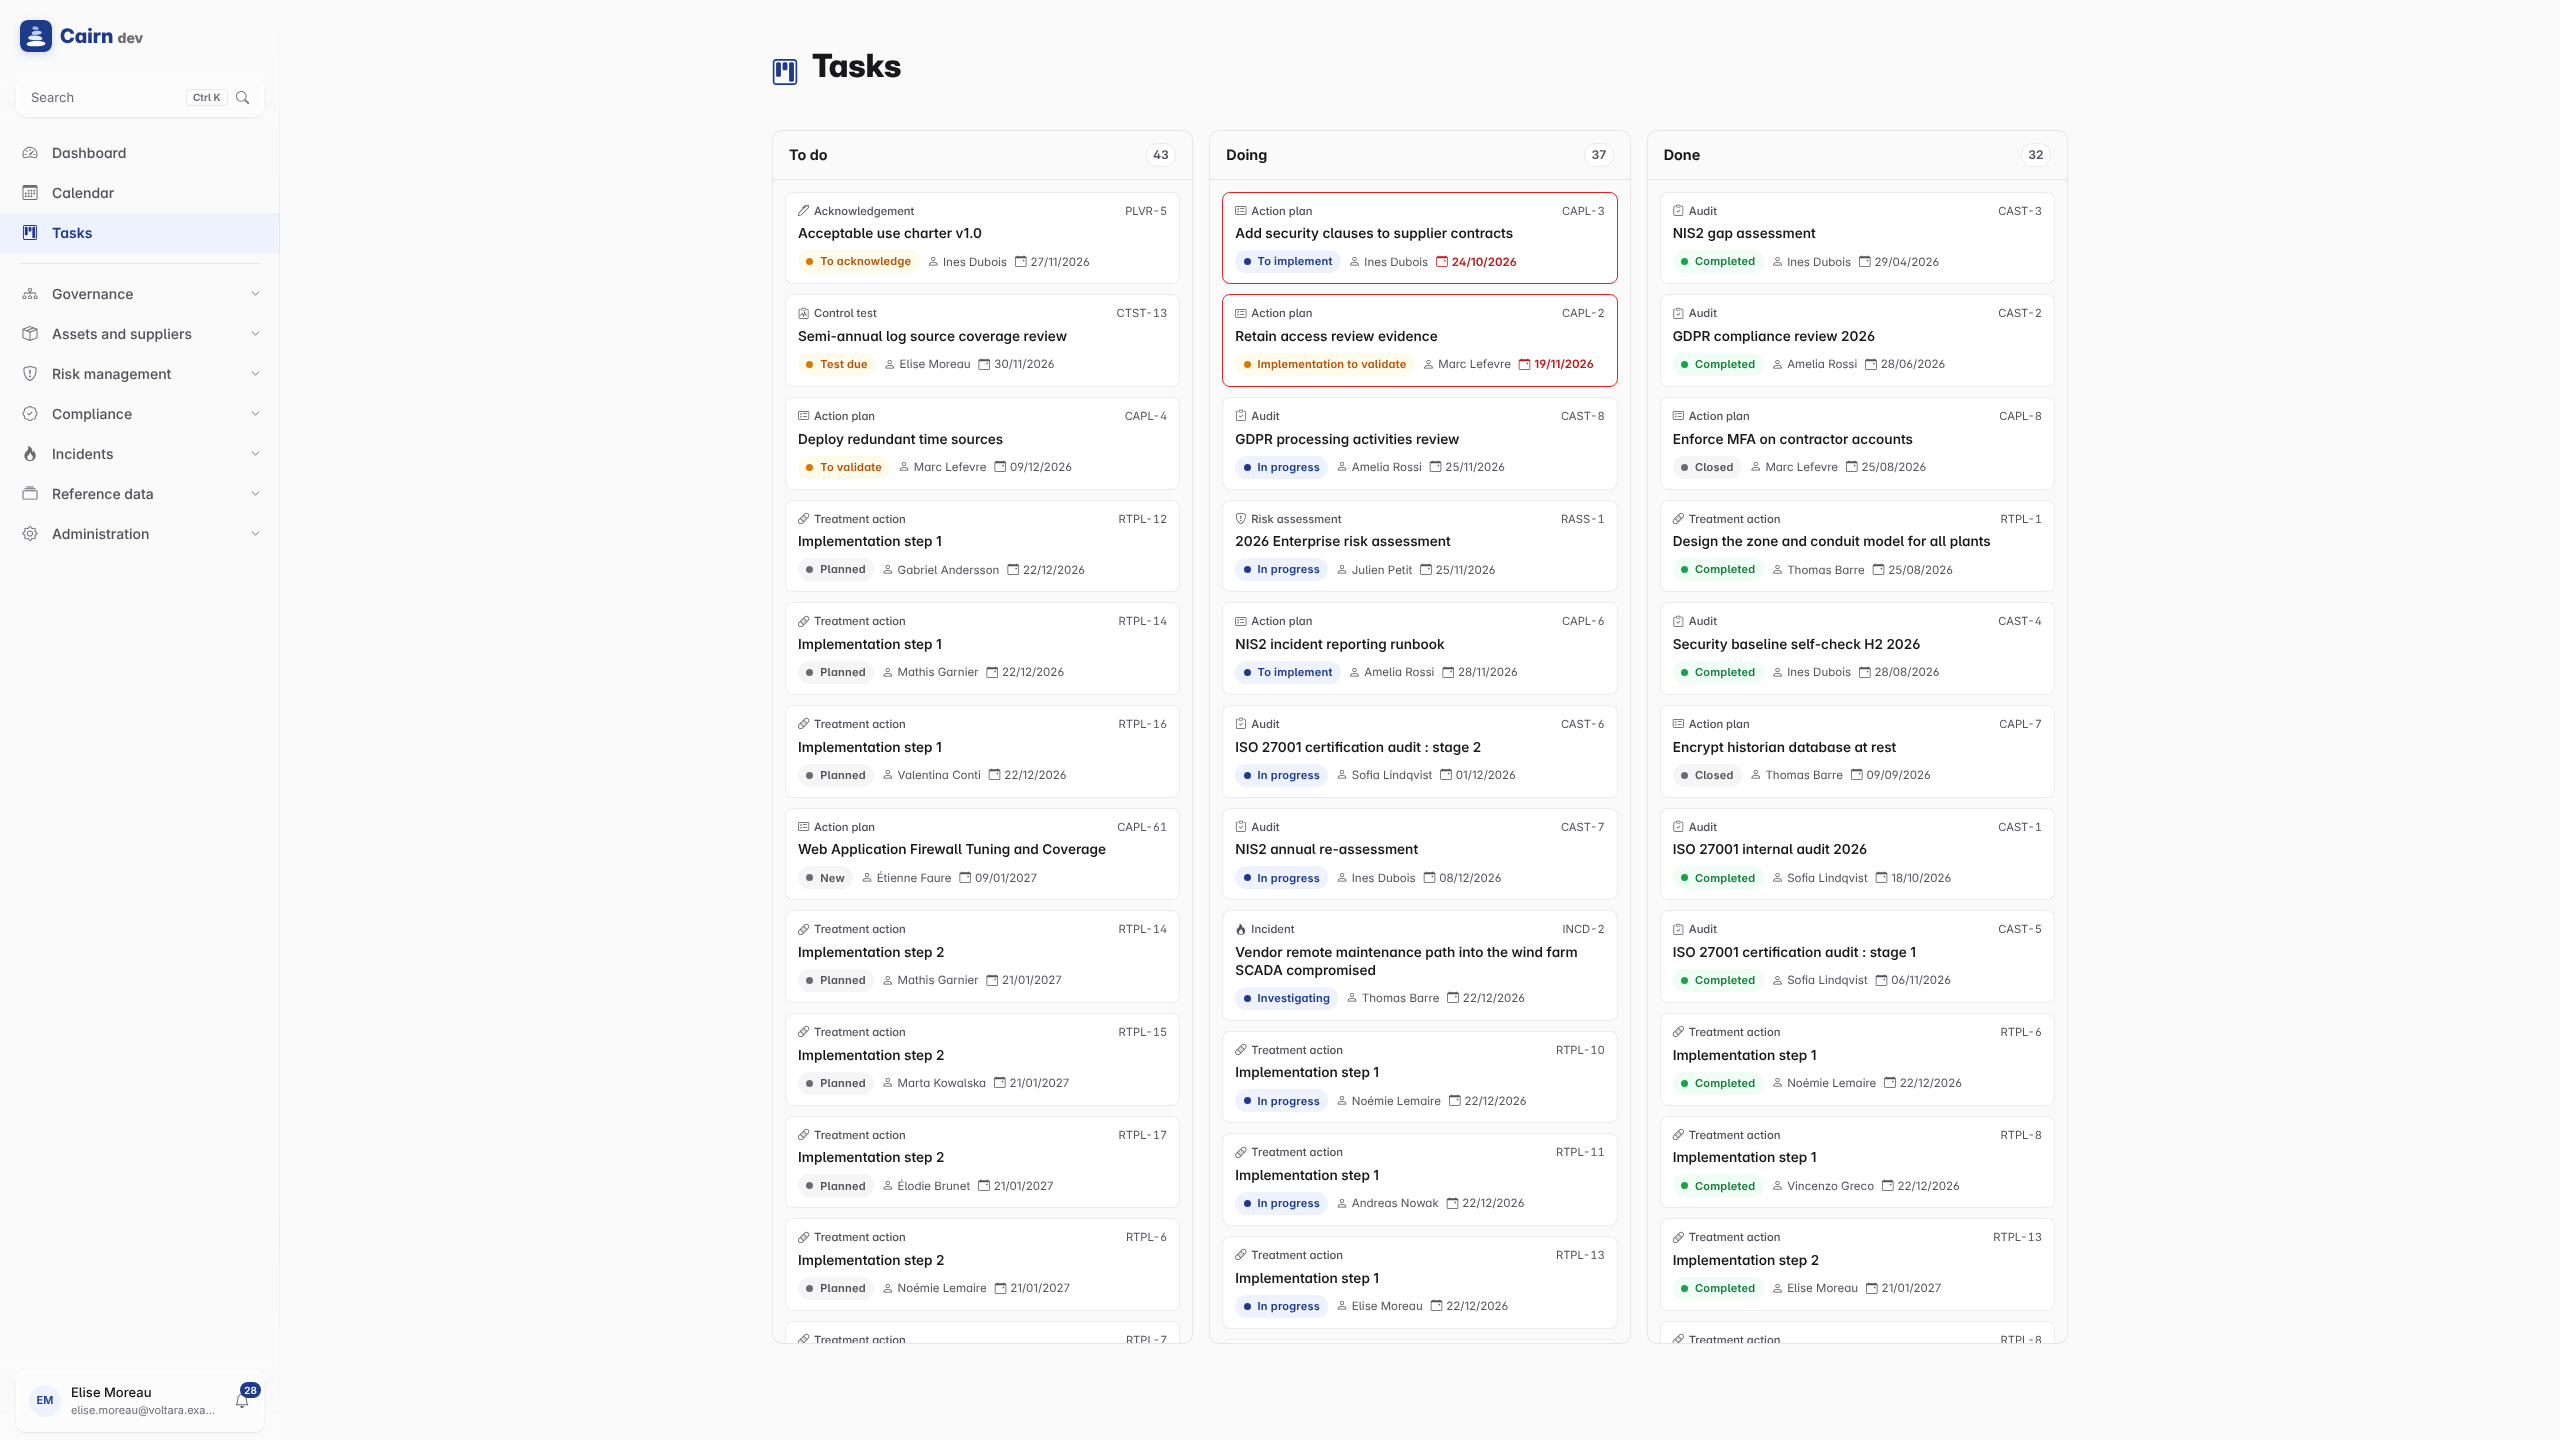 Cairn dev
Search
Ctrl K
Dashboard
Calendar
Tasks
Governance
Assets and suppliers
Risk management
Compliance
Incidents
Reference data
Administration
Elise Moreau
elise.moreau@voltara.exa...
EM
28
Tasks
To do
43
Acknowledgement
PLVR-5
Acceptable use charter v1.0
To acknowledge Ines Dubois 27/11/2026
Control test
CTST-13
Semi-annual log source coverage review
Test due Elise Moreau 30/11/2026
Action plan
CAPL-4
Deploy redundant time sources
To validate Marc Lefevre 09/12/2026
Treatment action
RTPL-12
Implementation step 1
Planned Gabriel Andersson 22/12/2026
Treatment action
RTPL-14
Implementation step 1
Planned Mathis Garnier 22/12/2026
Treatment action
RTPL-16
Implementation step 1
Planned Valentina Conti 22/12/2026
Action plan
CAPL-61
Web Application Firewall Tuning and Coverage
New Étienne Faure 09/01/2027
Treatment action
RTPL-14
Implementation step 2
Planned Mathis Garnier 21/01/2027
Treatment action
RTPL-15
Implementation step 2
Planned Marta Kowalska 21/01/2027
Treatment action
RTPL-17
Implementation step 2
Planned Élodie Brunet 21/01/2027
Treatment action
RTPL-6
Implementation step 2
Planned Noémie Lemaire 21/01/2027
Treatment action
RTPL-7
Doing
37
Action plan
CAPL-3
Add security clauses to supplier contracts
To implement Ines Dubois 24/10/2026
Action plan
CAPL-2
Retain access review evidence
Implementation to validate Marc Lefevre 19/11/2026
Audit
CAST-8
GDPR processing activities review
In progress Amelia Rossi 25/11/2026
Risk assessment
RASS-1
2026 Enterprise risk assessment
In progress Julien Petit 25/11/2026
Action plan
CAPL-6
NIS2 incident reporting runbook
To implement Amelia Rossi 28/11/2026
Audit
CAST-6
ISO 27001 certification audit : stage 2
In progress Sofia Lindqvist 01/12/2026
Audit
CAST-7
NIS2 annual re-assessment
In progress Ines Dubois 08/12/2026
Incident
INCD-2
Vendor remote maintenance path into the wind farm
SCADA compromised
Investigating Thomas Barre 22/12/2026
Treatment action
RTPL-10
Implementation step 1
In progress Noémie Lemaire 22/12/2026
Treatment action
RTPL-11
Implementation step 1
In progress Andreas Nowak 22/12/2026
Treatment action
RTPL-13
Implementation step 1
In progress Elise Moreau 22/12/2026
Done
32
Audit
CAST-3
NIS2 gap assessment
Completed Ines Dubois 29/04/2026
Audit
CAST-2
GDPR compliance review 2026
Completed Amelia Rossi 28/06/2026
Action plan
CAPL-8
Enforce MFA on contractor accounts
Closed Marc Lefevre 25/08/2026
Treatment action
RTPL-1
Design the zone and conduit model for all plants
Completed Thomas Barre 25/08/2026
Audit
CAST-4
Security baseline self-check H2 2026
Completed Ines Dubois 28/08/2026
Action plan
CAPL-7
Encrypt historian database at rest
Closed Thomas Barre 09/09/2026
Audit
CAST-1
ISO 27001 internal audit 2026
Completed Sofia Lindqvist 18/10/2026
Audit
CAST-5
ISO 27001 certification audit : stage 1
Completed Sofia Lindqvist 06/11/2026
Treatment action
RTPL-6
Implementation step 1
Completed Noémie Lemaire 22/12/2026
Treatment action
RTPL-8
Implementation step 1
Completed Vincenzo Greco 22/12/2026
Treatment action
RTPL-13
Implementation step 2
Completed Elise Moreau 21/01/2027
Treatment action
RTPL-8